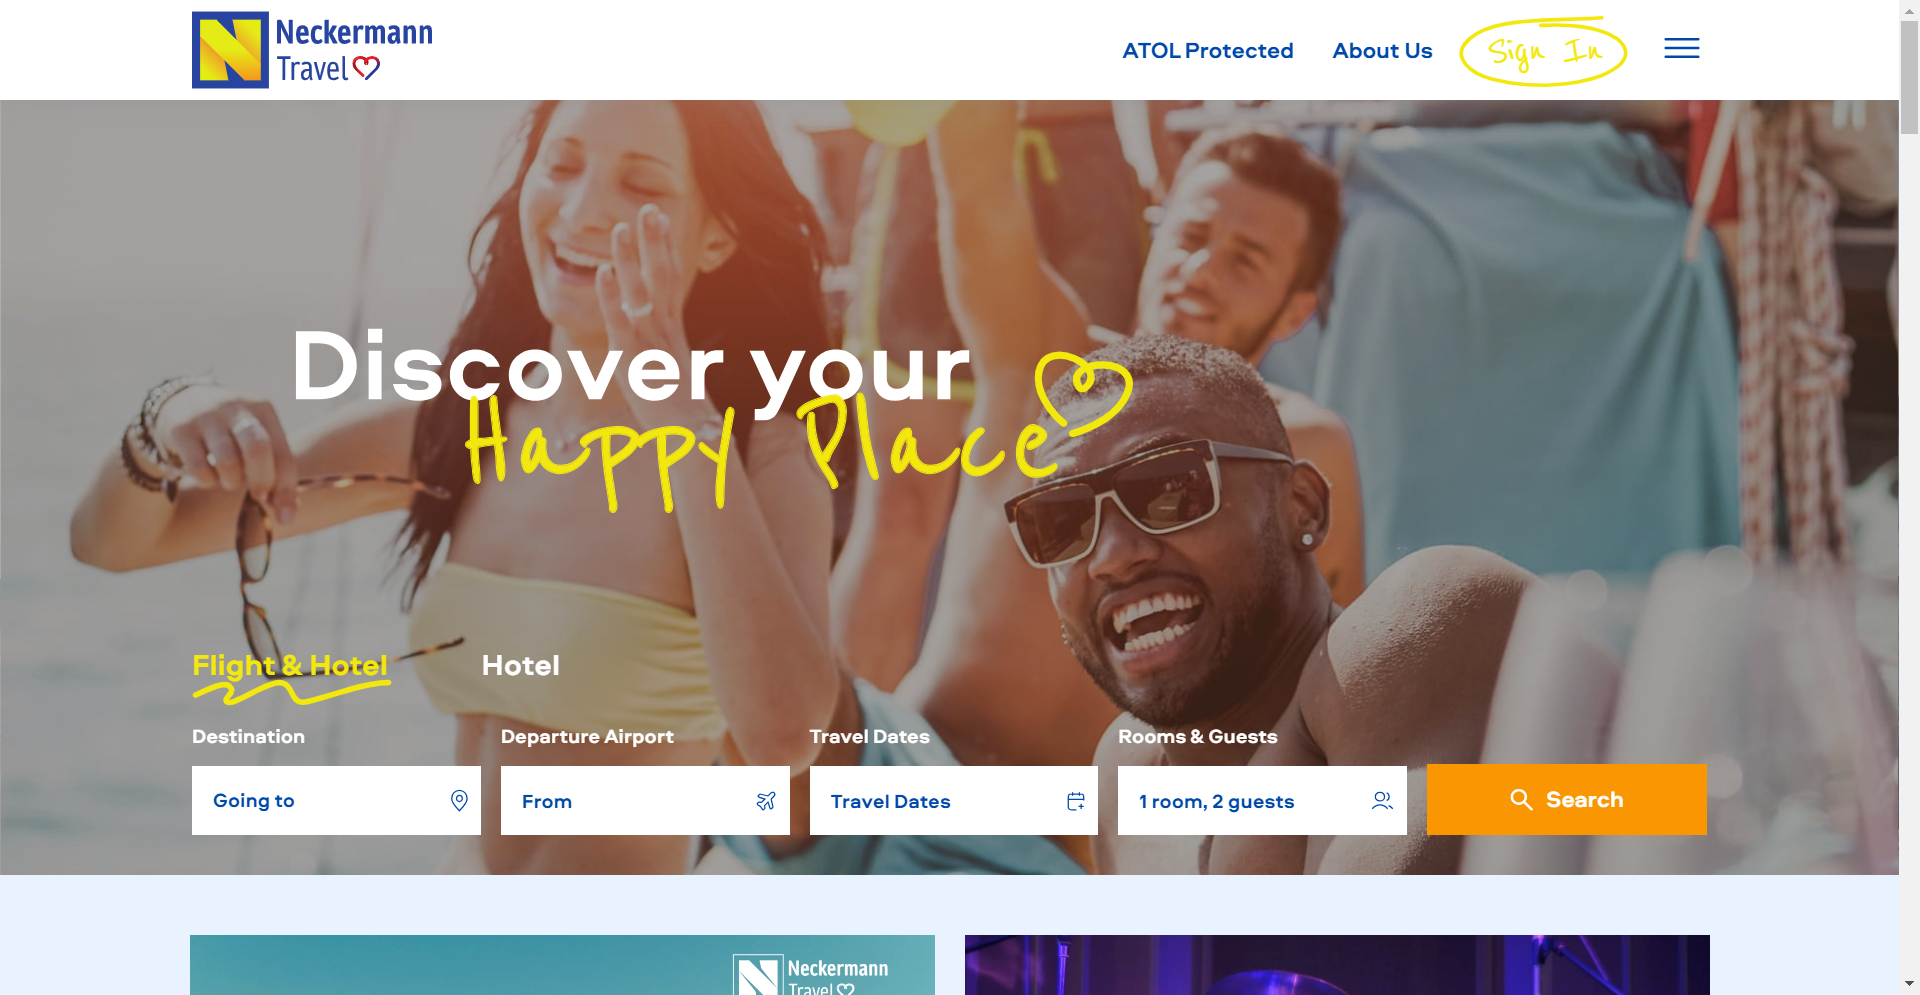 Neckermann
Travel
ATOL Protected
About Us
Sign In
Discover your
Happy Place
Flight & Hotel
Hotel
Destination
Departure Airport
Travel Dates
Rooms & Guests
Going to
From
Travel Dates
1 room, 2 guests
Search
Neckermann
Travel